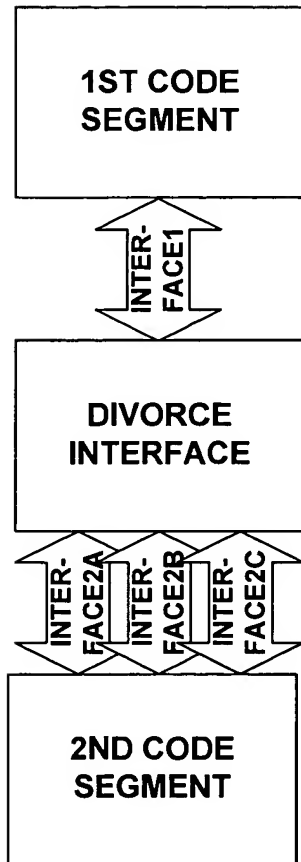 1ST CODE
SEGMENT
INTER-
FACE1
DIVORCE
INTERFACE
INTER-
FACE2A
INTER-
FACE2B
INTER-
FACE2C
2ND CODE
SEGMENT